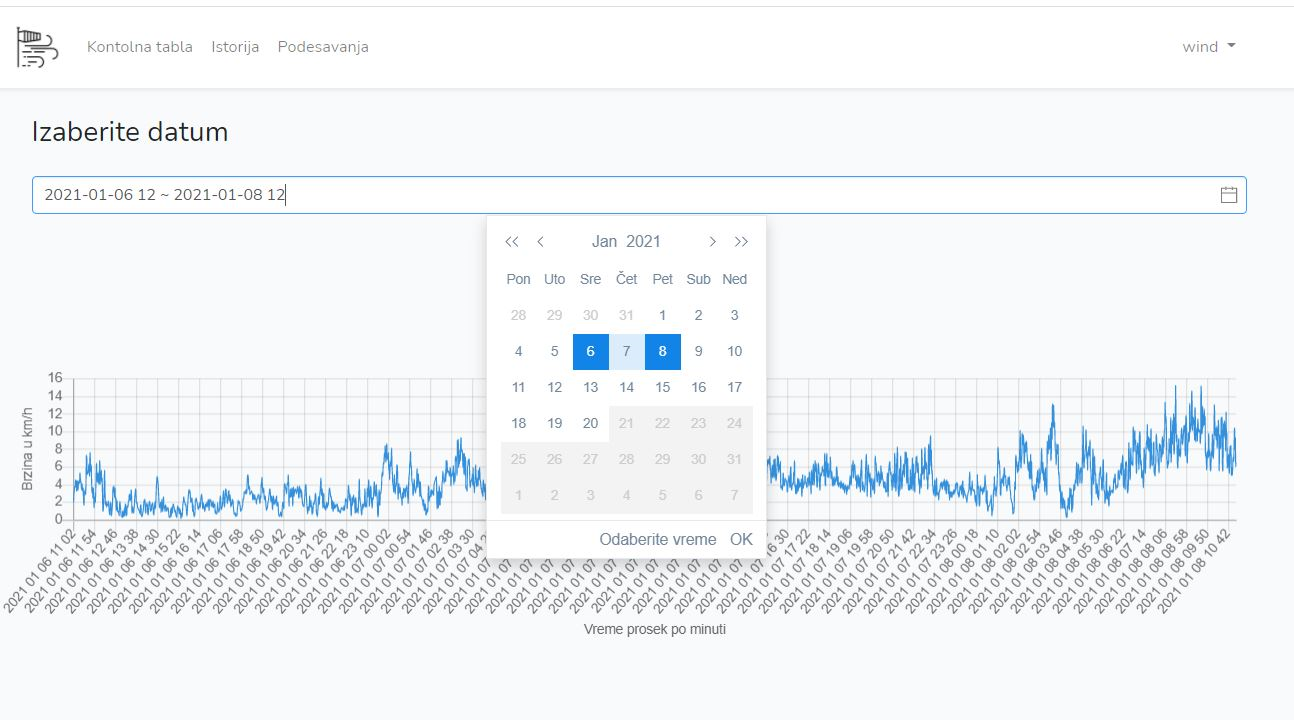 Kontolna tabla Istorija Podesavanja wind
Izaberite datum
2021-01-06 12 ~ 2021-01-08 12
Jan 2021
Pon Uto Sre Čet Pet Sub Ned
28 29 30 31 1 2 3
4 5 6 7 8 9 10
11 12 13 14 15 16 17
18 19 20 21 22 23 24
25 26 27 28 29 30 31
1 2 3 4 5 6 7
Odaberite vreme OK
Brzina u km/h
16
14
12
10
8
6
4
2
0
2021 01 06 11 02
2021 01 06 11 54
2021 01 06 12 46
2021 01 06 13 38
2021 01 06 14 30
2021 01 06 15 22
2021 01 06 16 14
2021 01 06 17 06
2021 01 06 17 58
2021 01 06 18 50
2021 01 06 19 42
2021 01 06 20 34
2021 01 06 21 26
2021 01 06 22 18
2021 01 06 23 10
2021 01 07 00 02
2021 01 07 00 54
2021 01 07 01 46
2021 01 07 02 38
2021 01 07 03 30
2021 01 07 17 22
2021 01 07 18 14
2021 01 07 19 06
2021 01 07 19 58
2021 01 07 20 50
2021 01 07 21 42
2021 01 07 22 34
2021 01 07 23 26
2021 01 08 00 18
2021 01 08 01 10
2021 01 08 02 02
2021 01 08 02 54
2021 01 08 03 46
2021 01 08 04 38
2021 01 08 05 30
2021 01 08 06 22
2021 01 08 07 14
2021 01 08 08 06
2021 01 08 08 58
2021 01 08 09 50
2021 01 08 10 42
Vreme prosek po minuti